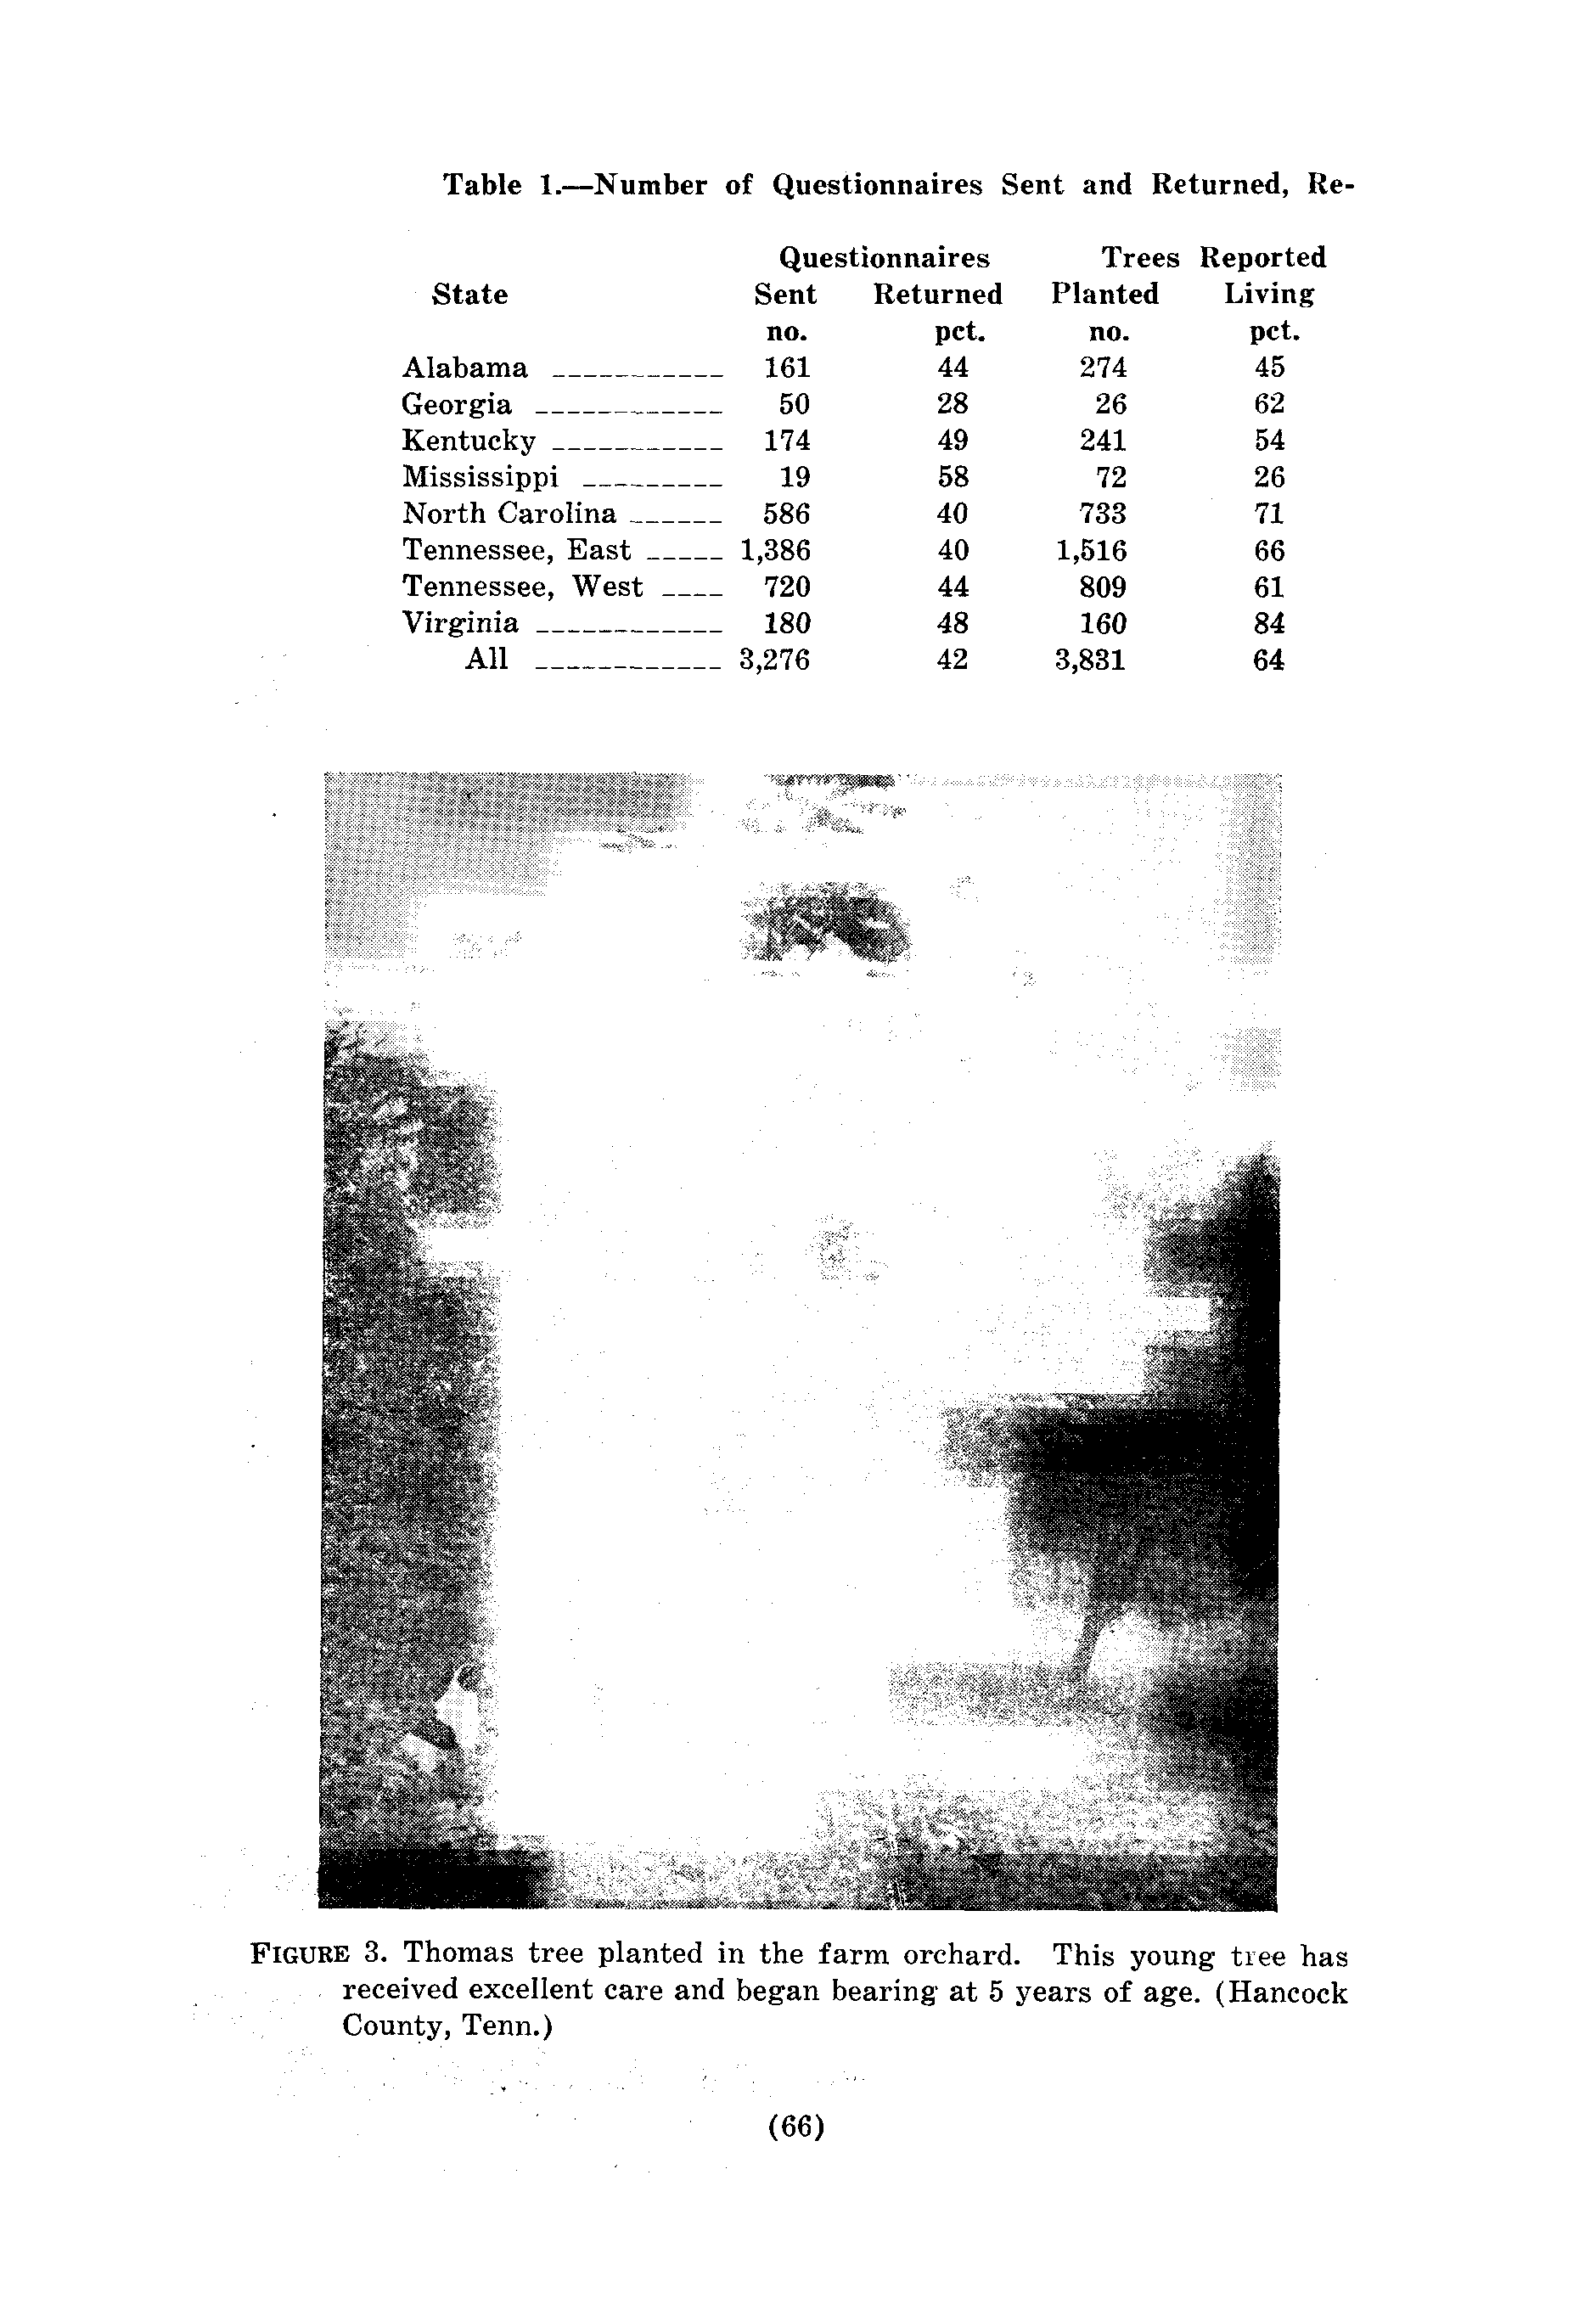 Table 1.—Number of Questionnaires Sent and Returned, Re-
Questionnaires Trees Reported
State Sent Returned Planted Living
no. pct. no. pct.
Alabama 161 44 274 45
Georgia 50 28 26 62
Kentucky 174 49 241 54
Mississippi 19 58 72 26
North Carolina 586 40 733 71
Tennessee, East 1,386 40 1,516 66
Tennessee, West 720 44 809 61
Virginia 180 48 160 84
All 3,276 42 3,831 64
FIGURE 3. Thomas tree planted in the farm orchard. This young tree has
received excellent care and began bearing at 5 years of age. (Hancock
County, Tenn.)
(66)